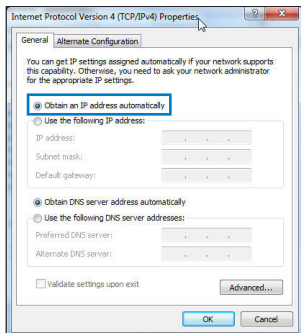 Internet Protocol Version 4 (TCP/IPv4) Properties
General
Alternate Configuration
You can get IP settings assigned automatically if your network supports
this capability. Otherwise, you need to ask your network administrator
for the appropriate IP settings.
Obtain an IP address automatically
Use the following IP address:
IP address:
Subnet mask:
Default gateway:
Obtain DNS server address automatically
Use the following DNS server addresses:
Preferred DNS server:
Alternate DNS server:
Validate settings upon exit
Advanced...
OK
Cancel